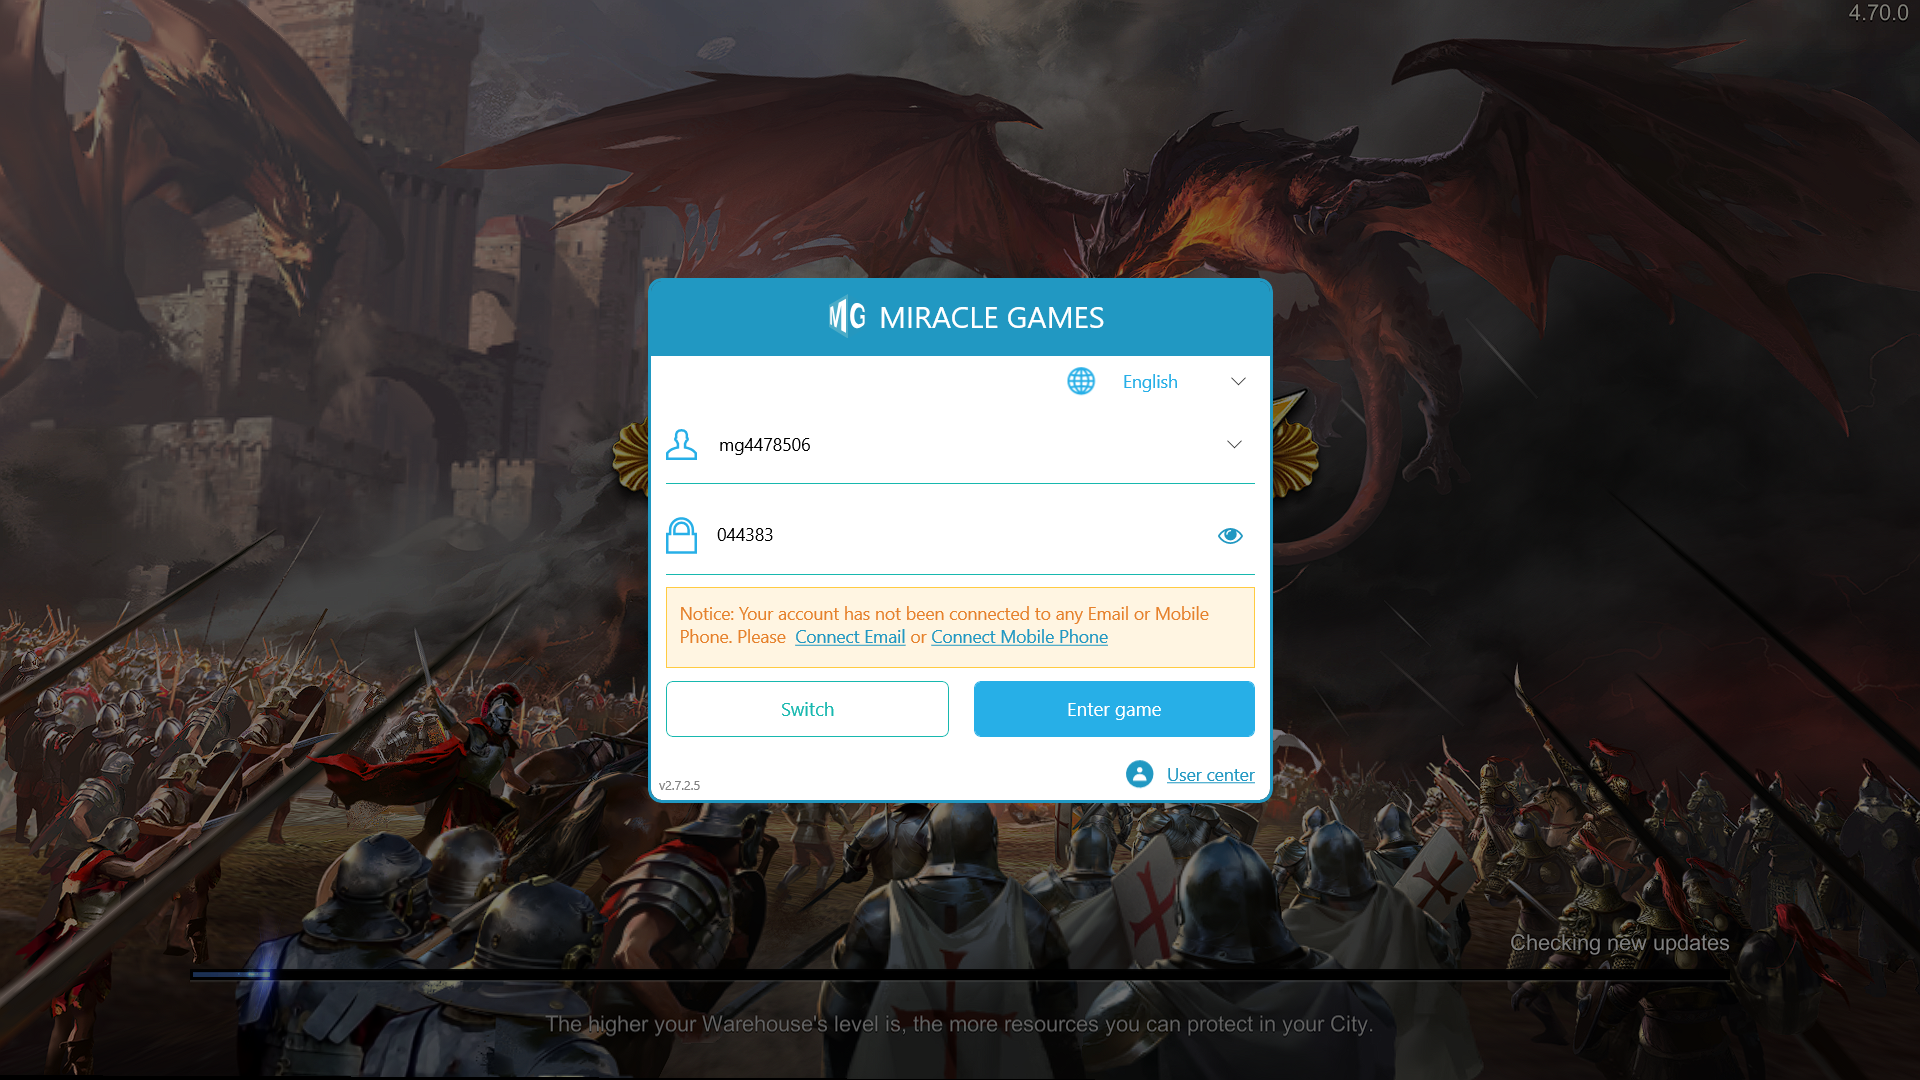 4.70.0
MG MIRACLE GAMES
English
mg4478506
044383
Notice: Your account has not been connected to any Email or Mobile
Phone. Please Connect Email or Connect Mobile Phone
Switch
Enter game
User center
v2.7.2.5
Checking new updates
The higher your Warehouse's level is, the more resources you can protect in your City.